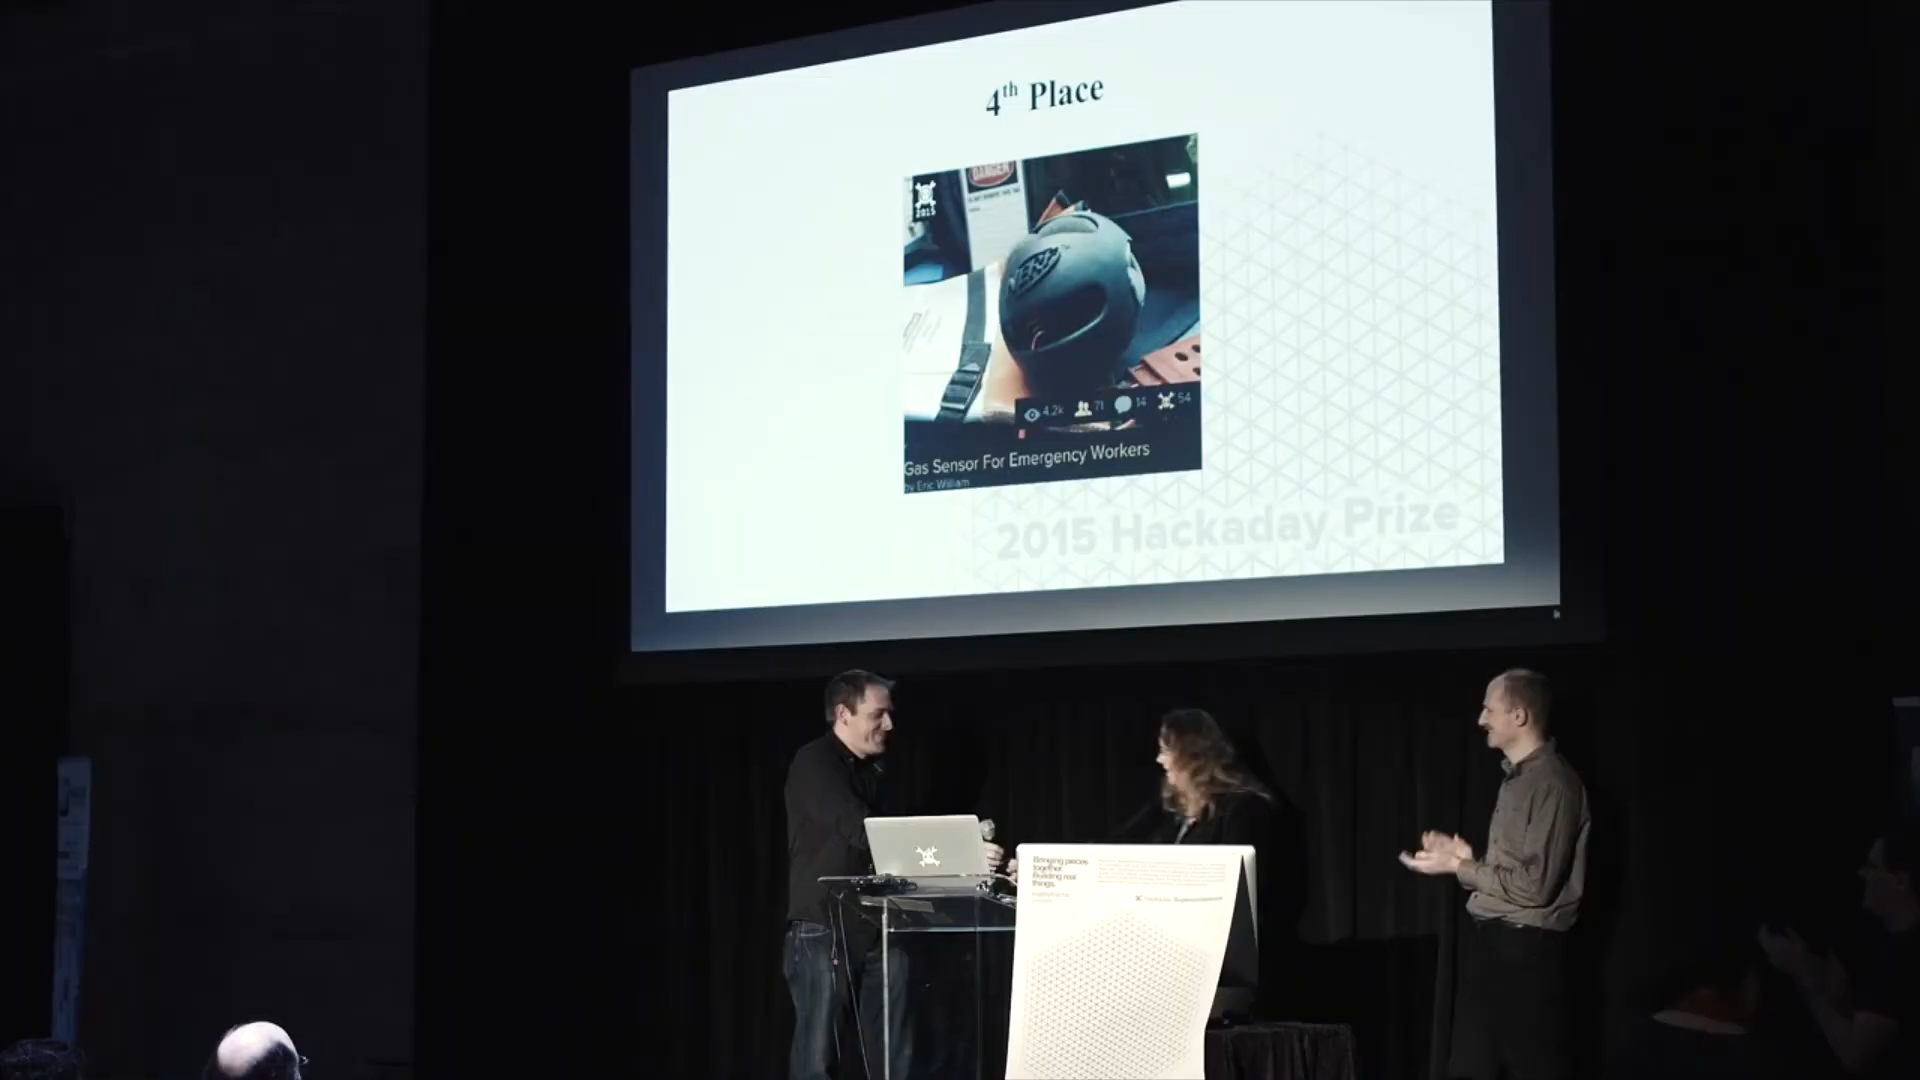 4th Place
DANGER
2015
NERF
4.2k 71 14 54
Gas Sensor For Emergency Workers
by Eric William
2015 Hackaday Prize
Bringing pieces
together.
Building real
things.